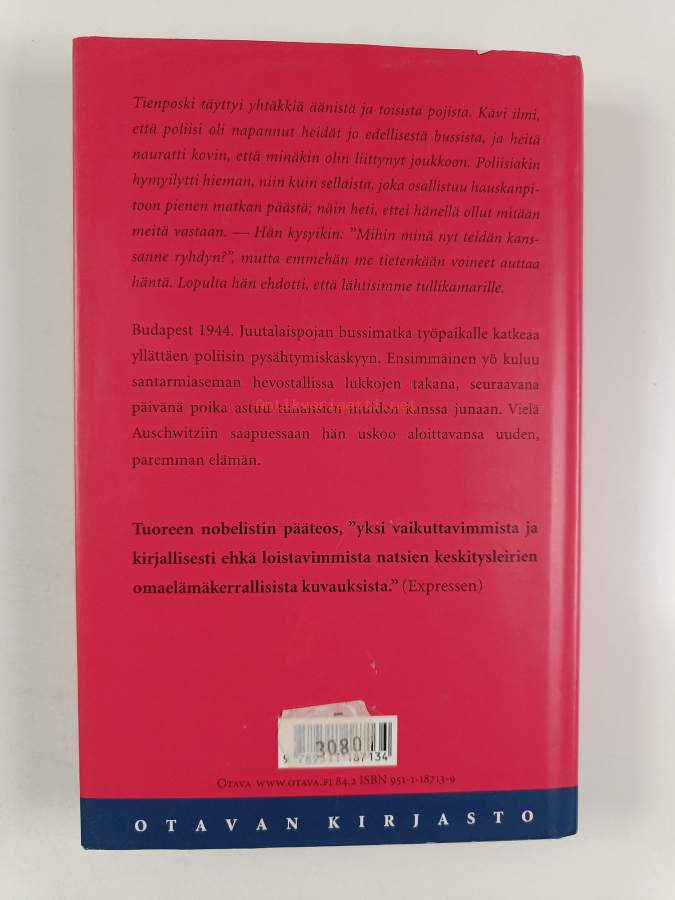 Tienposki täyttyi yhtäkkiä äänistä ja toisista pojista. Kävi ilmi,
että poliisi oli napannut heidät jo edellisestä bussista, ja heitä
nauratti kovin, että minäkin olin liittynyt joukkoon. Poliisiakin
hymyilytti hieman, niin kuin sellaista, joka osallistuu hauskanpi-
toon pienen matkan päästä; näin heti, ettei hänellä ollut mitään
meitä vastaan. — Hän kysyikin: ”Mihin minä nyt teidän kans-
sanne ryhdyn?”, mutta emmehän me tietenkään voineet auttaa
häntä. Lopulta hän ehdotti, että lähtisimme tullikamarille.
Budapest 1944. Juutalaispojan bussimatka työpaikalle katkeaa
yllättäen poliisin pysähtymiskäskyyn. Ensimmäinen yö kuluu
santarmiaseman hevostallissa lukkojen takana, seuraavana
päivänä poika astuu tuhansien muiden kanssa junaan. Vielä
Auschwitziin saapuessaan hän uskoo aloittavansa uuden,
paremman elämän.
Tuoreen nobelistin pääteos, ”yksi vaikuttavimmista ja
kirjallisesti ehkä loistavimmista natsien keskitysleirien
omaelämäkerrallisista kuvauksista.” (Expressen)
9 789511 187134
Otava www.otava.fi 84.2 ISBN 951-1-18713-9
OTAVAN KIRJASTO